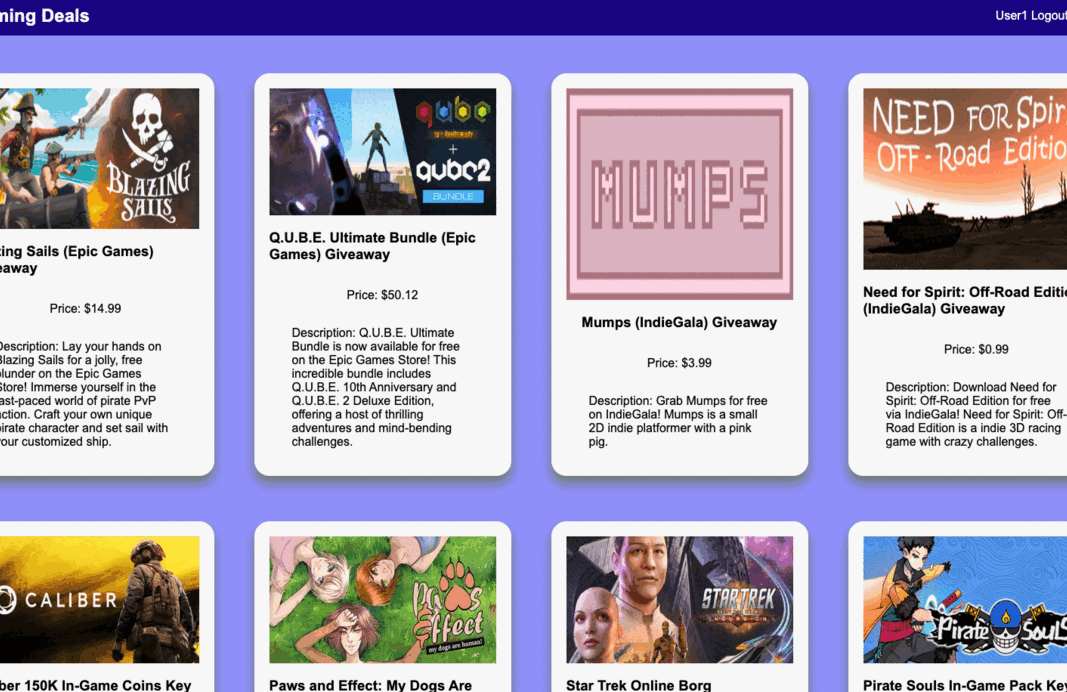 ming Deals
User1 Logout
BLAZING
SAILS
qube
10TH ANNIVERSARY
+
qube2
BUNDLE
MUMPS
NEED FOR Spir
OFF - Road Editio
zing Sails (Epic Games)
eaway
Price: $14.99
Description: Lay your hands on
Blazing Sails for a jolly, free
plunder on the Epic Games
Store! Immerse yourself in the
fast-paced world of pirate PvP
action. Craft your own unique
pirate character and set sail with
your customized ship.
Q.U.B.E. Ultimate Bundle (Epic
Games) Giveaway
Price: $50.12
Description: Q.U.B.E. Ultimate
Bundle is now available for free
on the Epic Games Store! This
incredible bundle includes
Q.U.B.E. 10th Anniversary and
Q.U.B.E. 2 Deluxe Edition,
offering a host of thrilling
adventures and mind-bending
challenges.
Mumps (IndieGala) Giveaway
Price: $3.99
Description: Grab Mumps for free
on IndieGala! Mumps is a small
2D indie platformer with a pink
pig.
Need for Spirit: Off-Road Editio
(IndieGala) Giveaway
Price: $0.99
Description: Download Need for
Spirit: Off-Road Edition for free
via IndieGala! Need for Spirit: Off-
Road Edition is a indie 3D racing
game with crazy challenges.
CALIBER
Paws
Effect
my dogs are human!
STAR TREK
ONLINE
Pirate Souls
ber 150K In-Game Coins Key
Paws and Effect: My Dogs Are
Star Trek Online Borg
Pirate Souls In-Game Pack Key